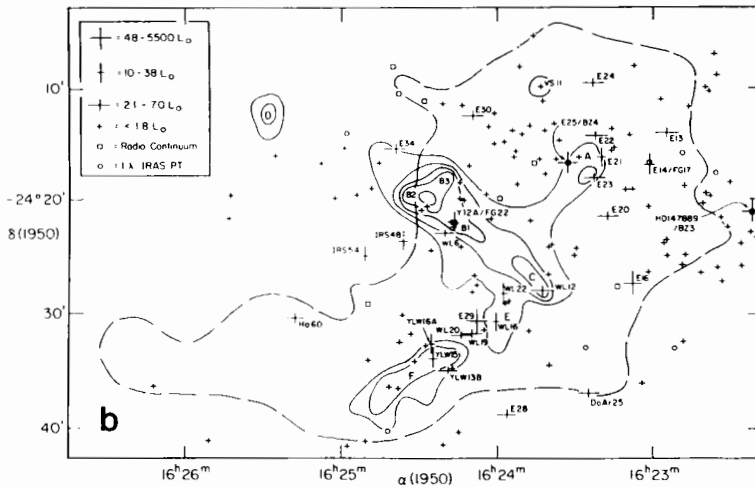 = 48-5500 L☉
= 10-38 L☉
= 2.1-7.0 L☉
= <1.8 L☉
= Radio Continuum
= 1 λ IRAS PT
10'
-24° 20'
δ(1950)
30'
40'
D
VS11
E24
E30
E25/BZ4
E22
E13
E34
A
E21
E14/FG17
E23
B3
B2
Y12A/FG22
B1
E20
HD147889
/BZ3
IRS54
IRS48
WL6
C
E16
WL22
WL12
Ha60
YLW16A
E29
E
WL20
WL16
WL19
YLW15
F
YLW13B
DoAr25
E28
b
16h26m
16h25m
16h24m
16h23m
α(1950)